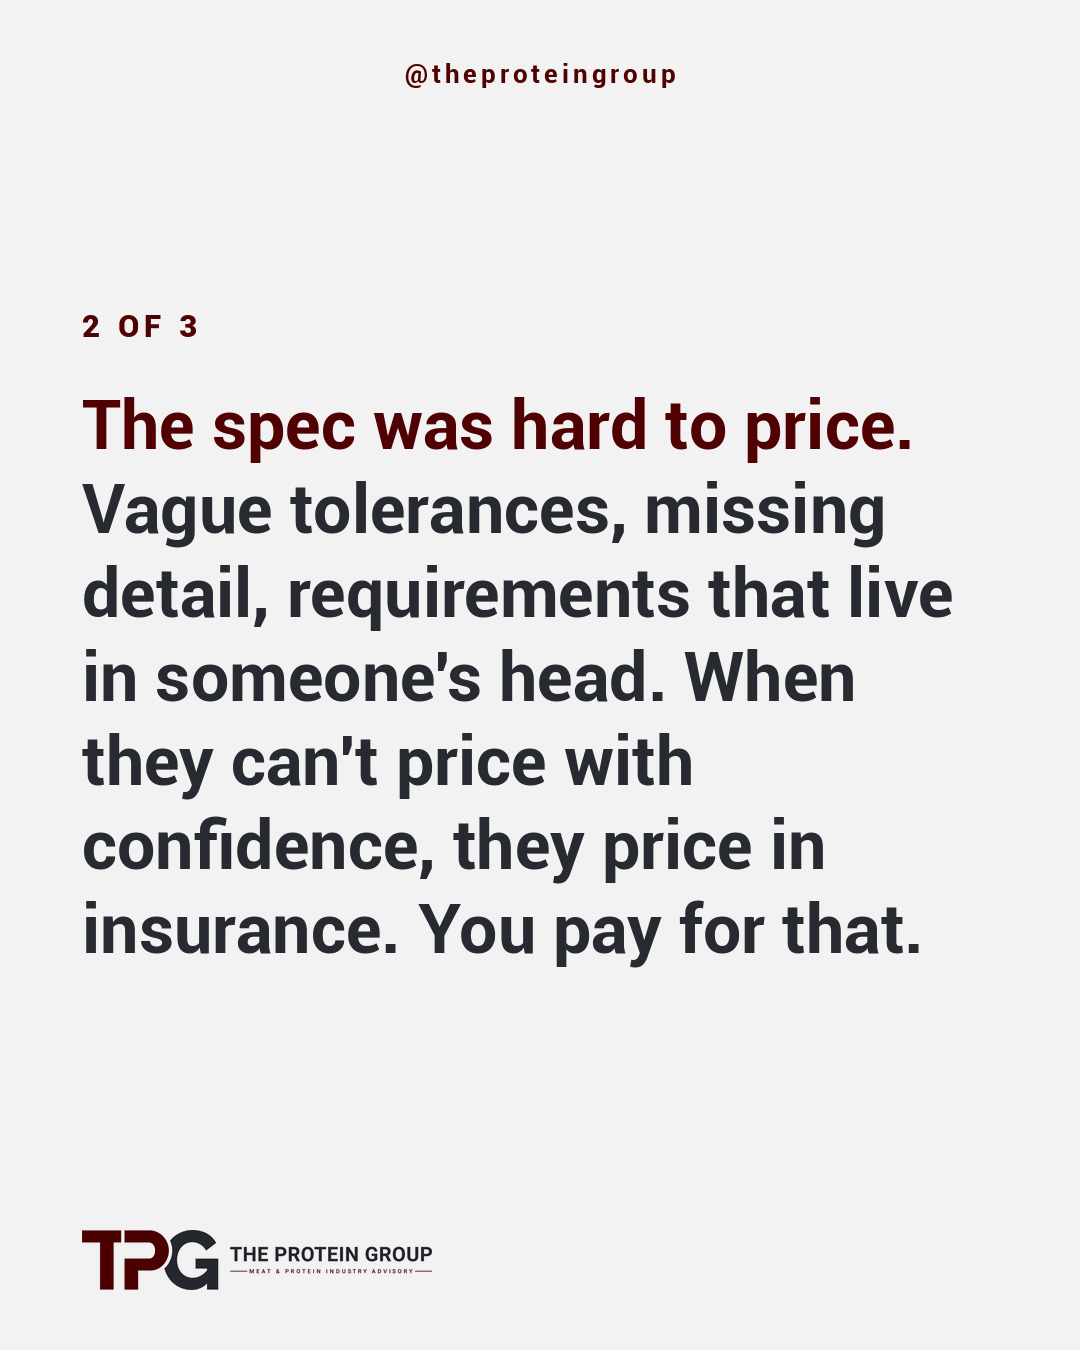 @theproteingroup
2 OF 3
The spec was hard to price.
Vague tolerances, missing
detail, requirements that live
in someone's head. When
they can't price with
confidence, they price in
insurance. You pay for that.
TPG
THE PROTEIN GROUP
MEAT & PROTEIN INDUSTRY ADVISORY